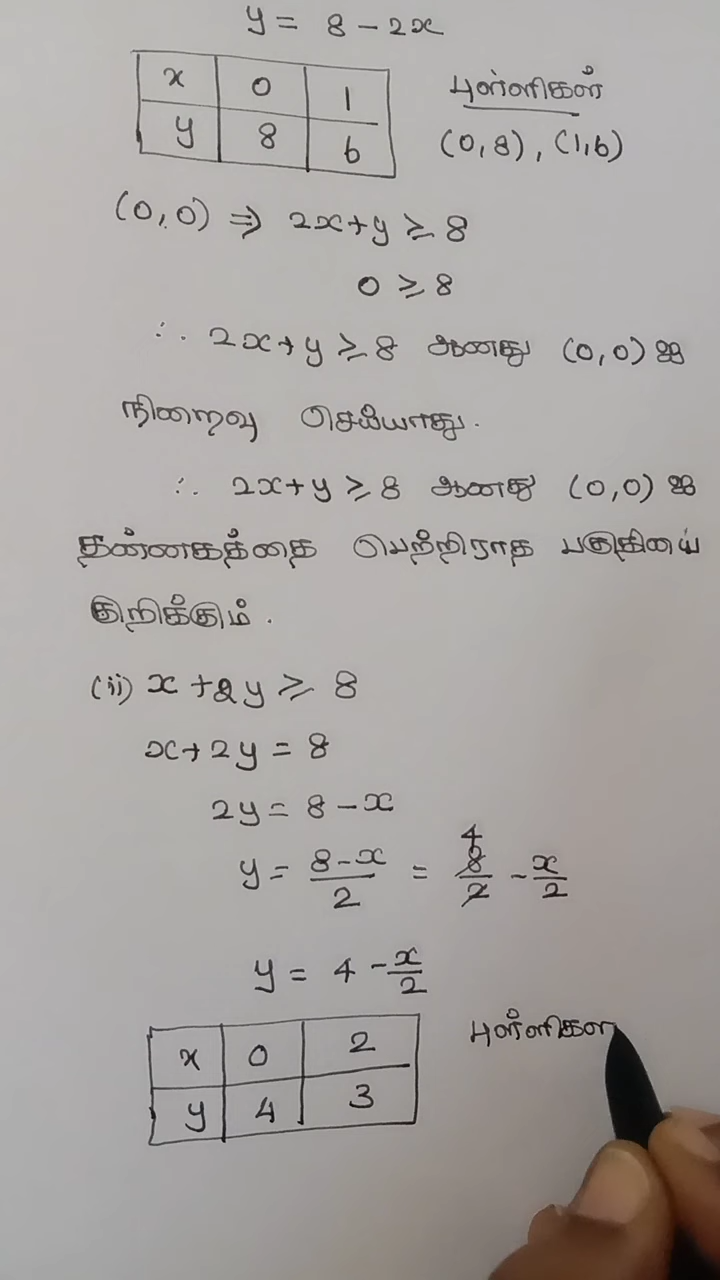 y = 8 - 2x
x 0 1
y 8 6
புள்ளிகள்
(0,8), (1,6)
(0,0) ⇒ 2x+y ≥ 8
0 ≥ 8
∴ 2x+y ≥ 8 ஆனது (0,0) ஐ
நிறைவு செய்யாது.
∴ 2x+y ≥ 8 ஆனது (0,0) ஐ
தன்னகத்தை பெற்றிராத பகுதியை
குறிக்கும்.
(ii) x + 2y ≥ 8
x + 2y = 8
2y = 8 - x
y = (8-x)/2 = 8/2 4 - x/2
y = 4 - x/2
x 0 2
y 4 3
புள்ளிகள